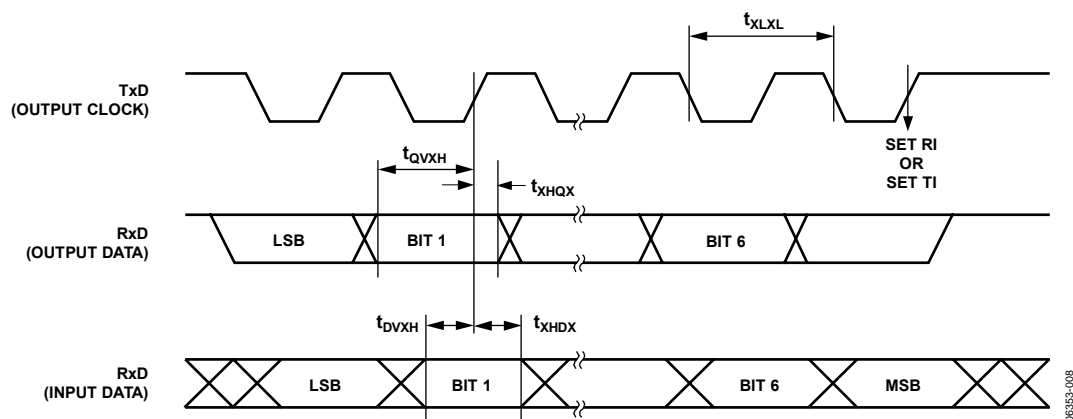 tXLXL
TxD
(OUTPUT CLOCK)
SET RI
OR
SET TI
tQVXH
tXHQX
RxD
(OUTPUT DATA)
LSB
BIT 1
BIT 6
tDVXH
tXHDX
RxD
(INPUT DATA)
LSB
BIT 1
BIT 6
MSB
06353-008